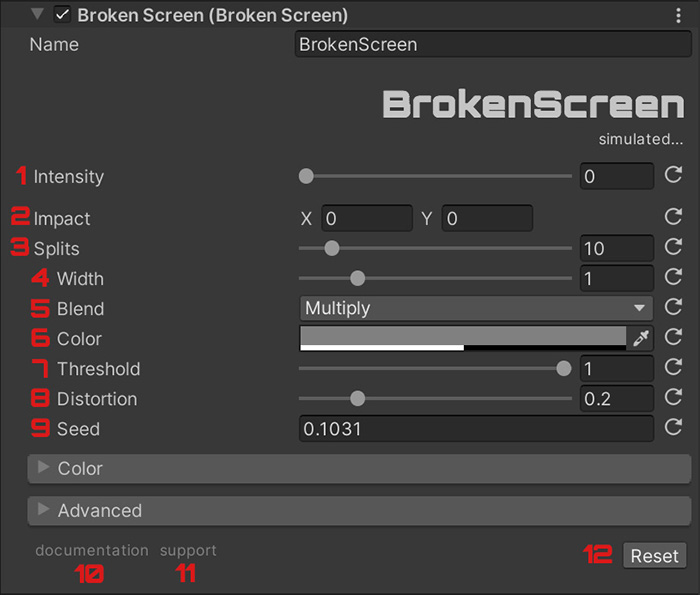 Broken Screen (Broken Screen)
Name BrokenScreen
BrokenScreen
simulated...
1 Intensity 0
2 Impact X 0 Y 0
3 Splits 10
4 Width 1
5 Blend Multiply
6 Color
7 Threshold 1
8 Distortion 0.2
9 Seed 0.1031
Color
Advanced
documentation support 12 Reset
10 11